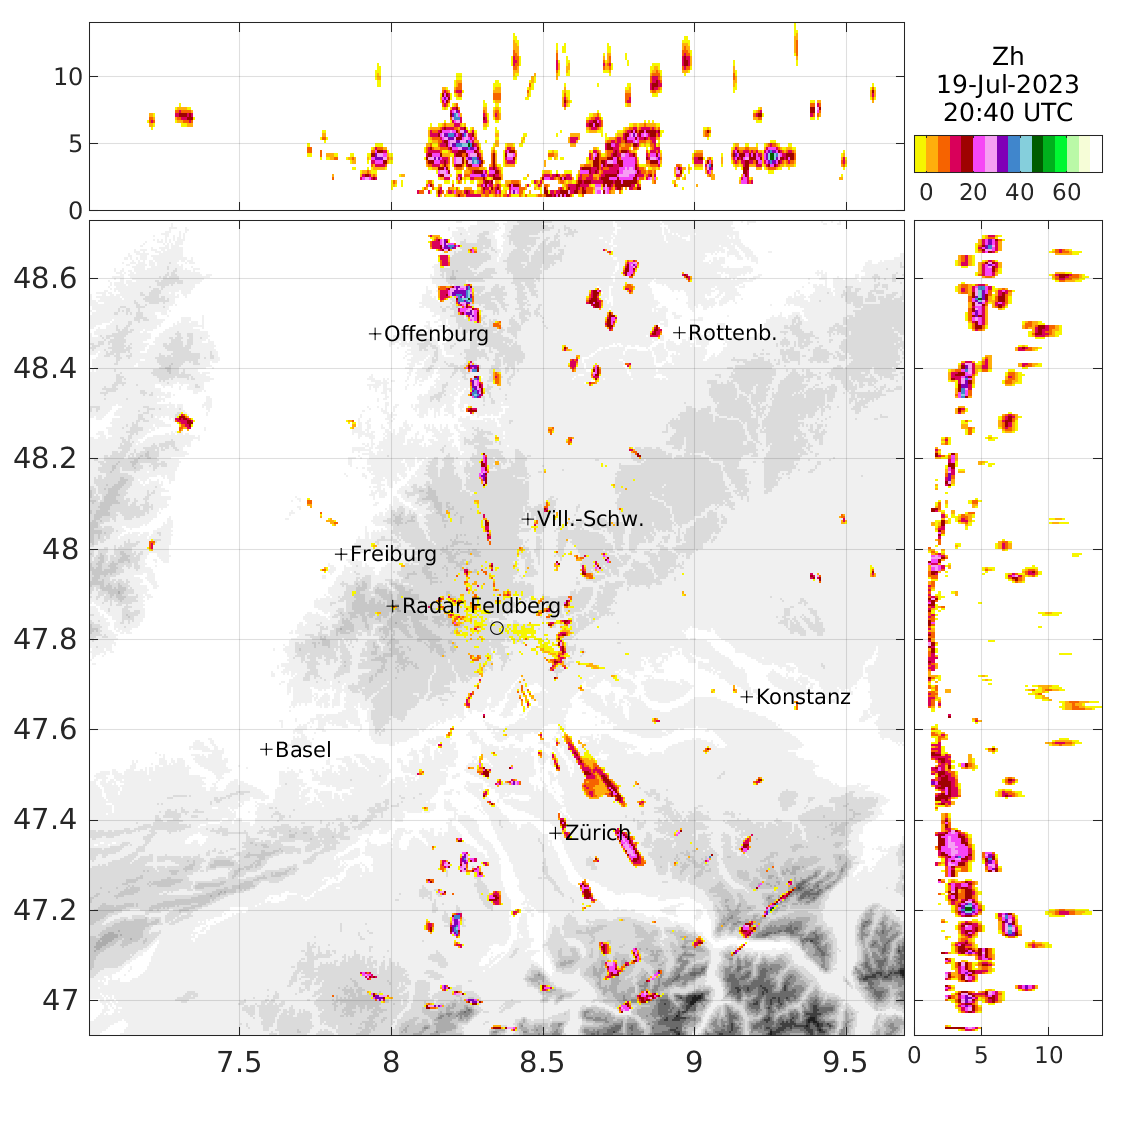 Zh
19-Jul-2023
20:40 UTC
0 20 40 60
10
5
0
48.6
48.4
48.2
48
47.8
47.6
47.4
47.2
47
+Offenburg
+Rottenb.
+Vill.-Schw.
+Freiburg
+Radar Feldberg
+Konstanz
+Basel
+Zürich
7.5 8 8.5 9 9.5
0 5 10